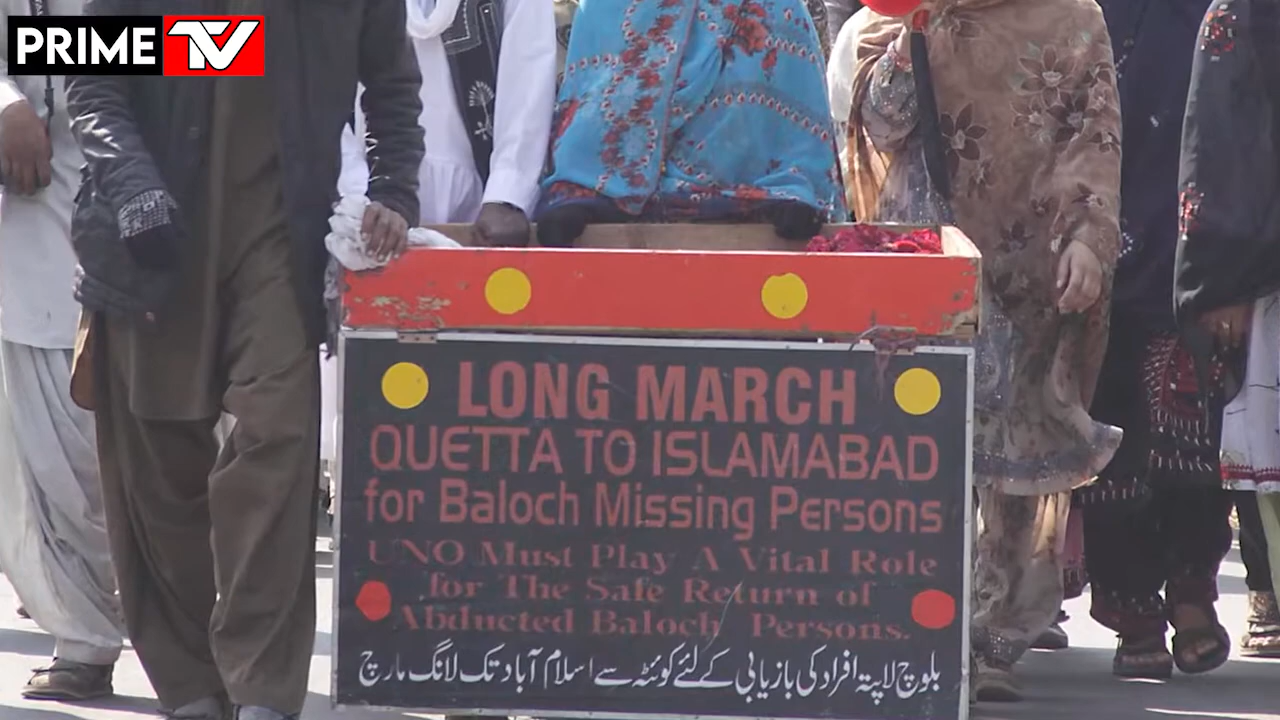 PRIME TV
LONG MARCH
QUETTA TO ISLAMABAD
for Baloch Missing Persons
UNO Must Play A Vital Role
for The Safe Return of
Abducted Baloch Persons.
بلوچ لاپتہ افراد کی بازیابی کے لئے کوئٹہ سے اسلام آباد تک لانگ مارچ